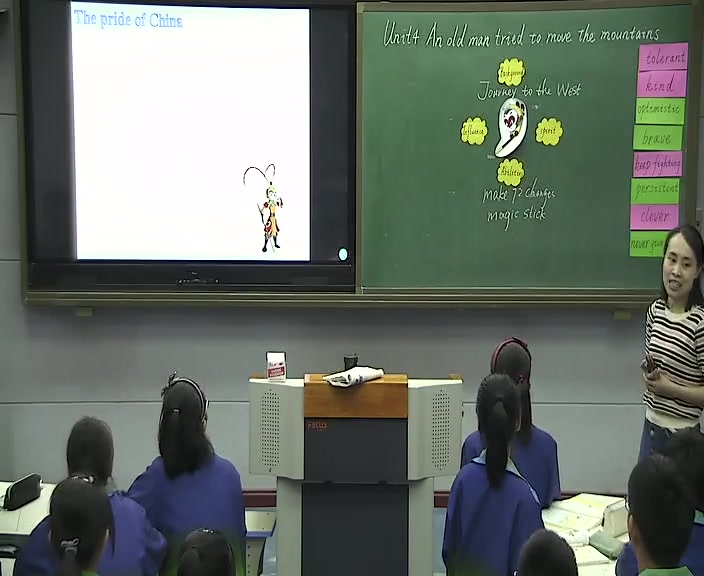 The pride of China
Unit4 An old man tried to move the mountains
Background
Journey to the West
Influence
spirit
Abilities
make 72 changes
magic stick
tolerant
kind
optimistic
brave
keep fighting
persistent
clever
never give
FOCUS